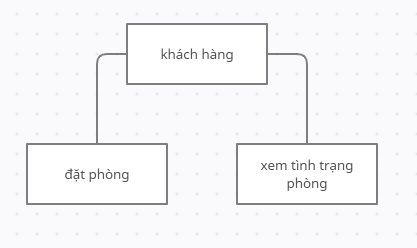 khách hàng
đặt phòng
xem tình trạng
phòng